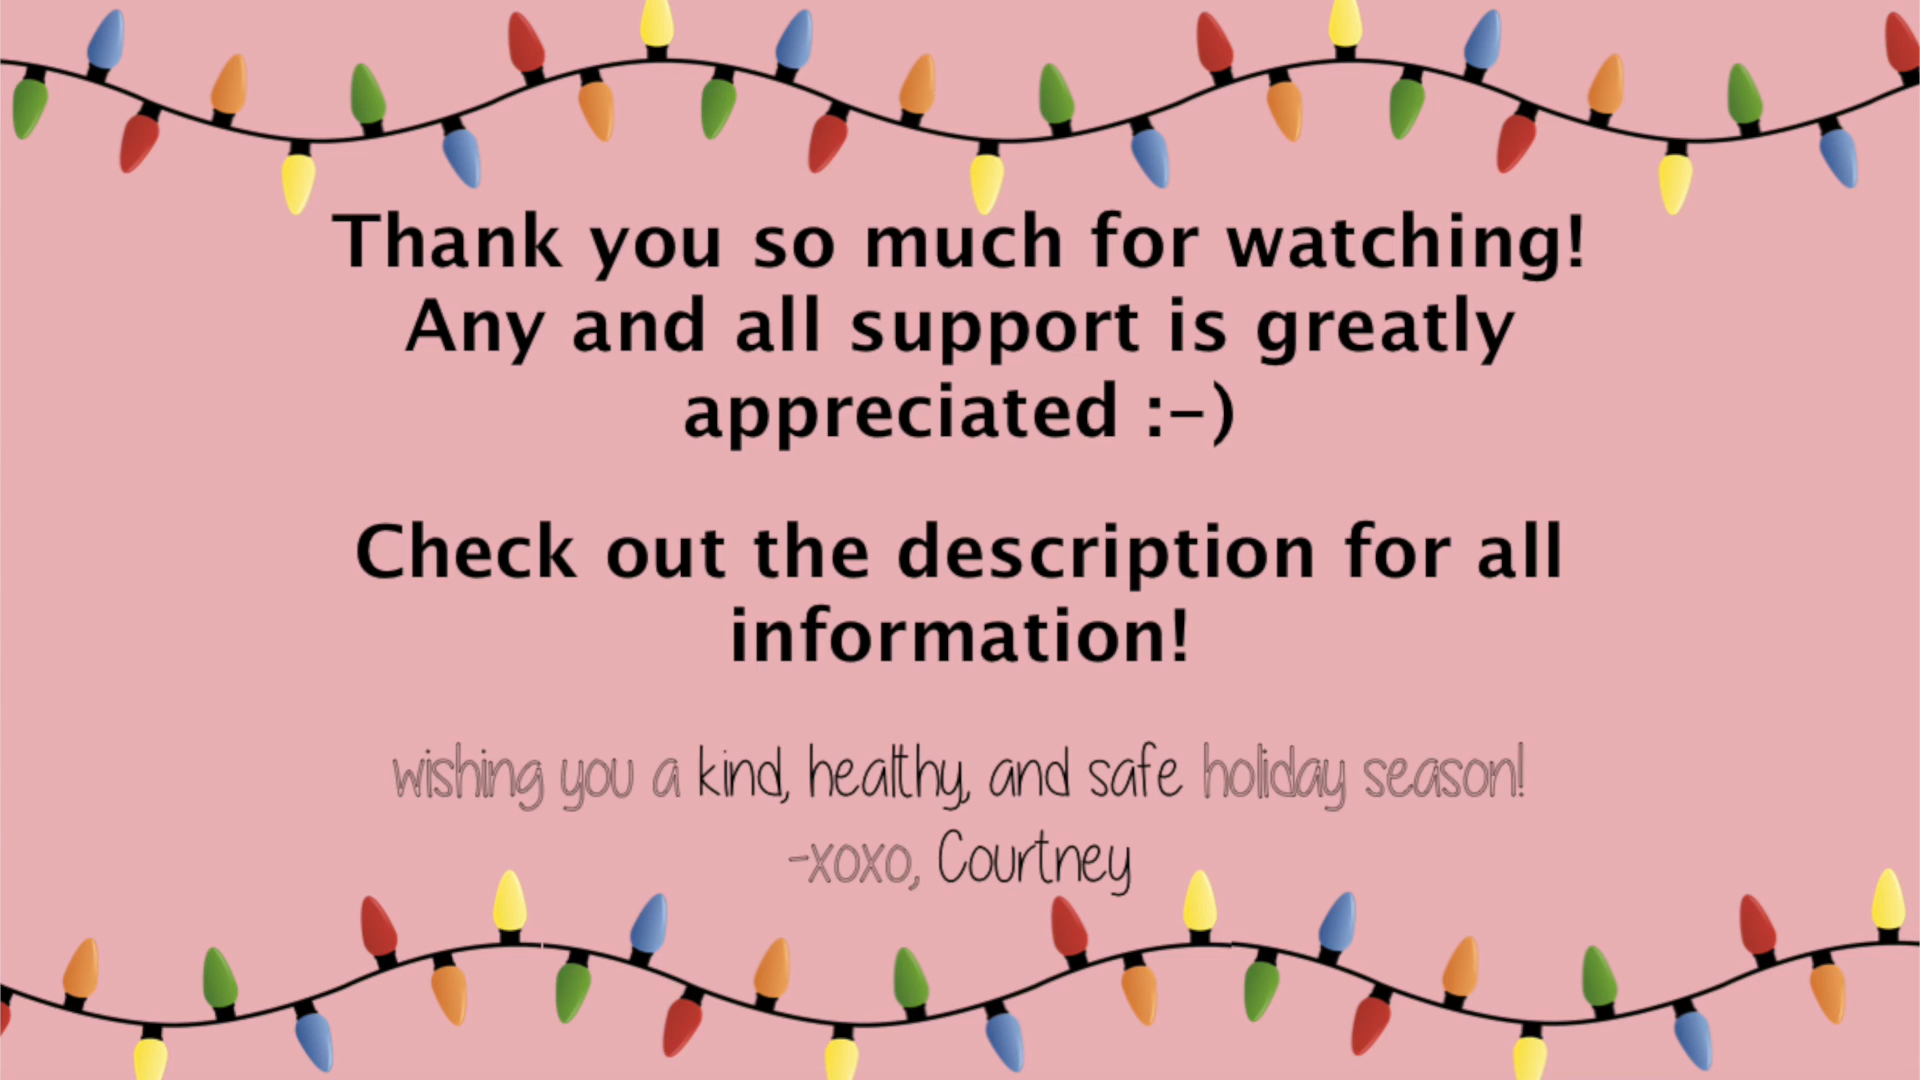 Thank you so much for watching!
Any and all support is greatly
appreciated :-)
Check out the description for all
information!
wishing you a kind, healthy, and safe holiday season!
-xoxo, Courtney